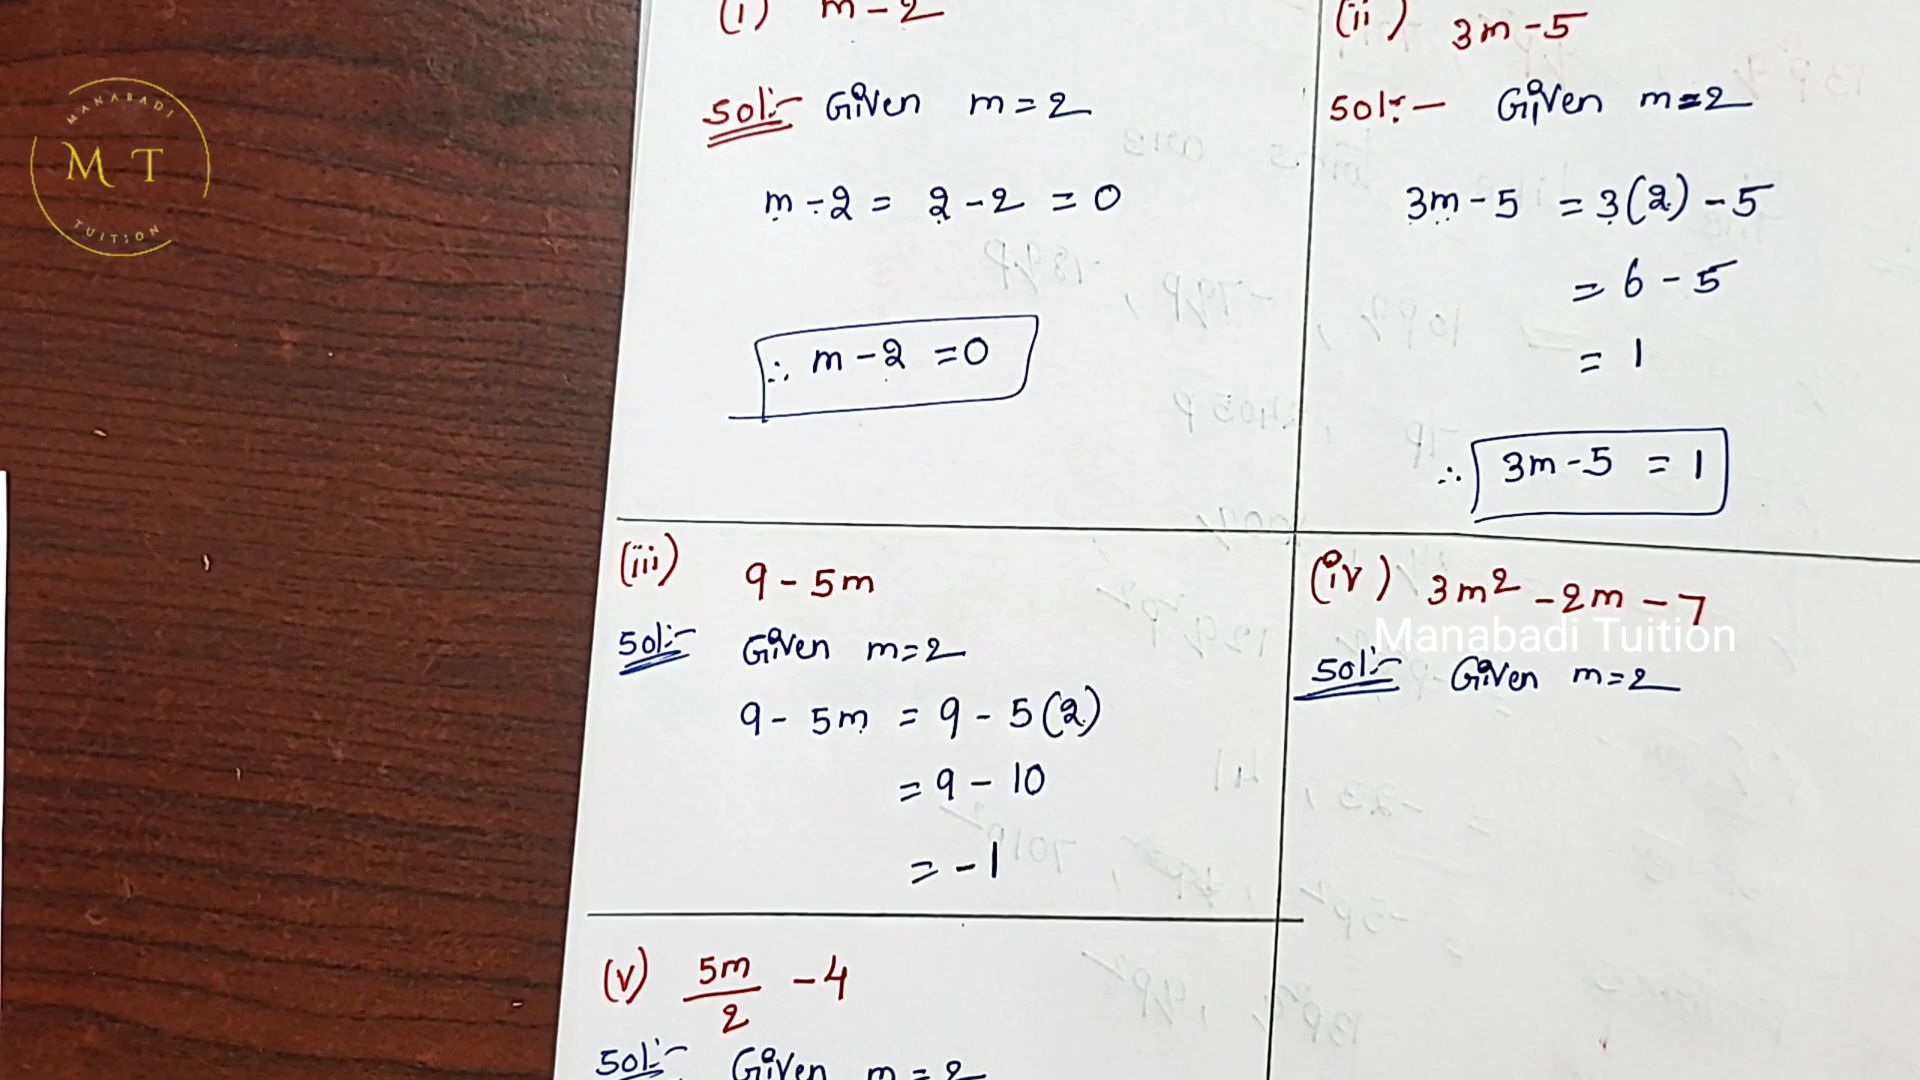 MANABADI
M T
TUITION
(i) m - 2
Sol:- Given m = 2
m - 2 = 2 - 2 = 0
∴ m - 2 = 0
(ii) 3m - 5
Sol:- Given m = 2
3m - 5 = 3(2) - 5
= 6 - 5
= 1
∴ 3m - 5 = 1
(iii) 9 - 5m
Sol:- Given m = 2
9 - 5m = 9 - 5(2)
= 9 - 10
= -1
(iv) 3m² - 2m - 7
Manabadi Tuition
Sol:- Given m = 2
(v) 5m/2 - 4
Sol:- Given m = 2